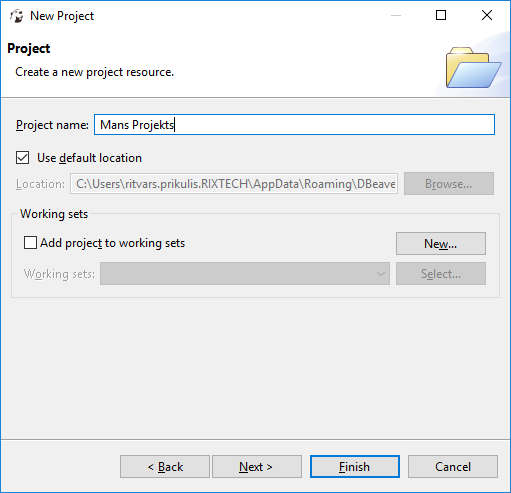 New Project
Project
Create a new project resource.
Project name: Mans Projekts
Use default location
Location: C:\Users\ritvars.prikulis.RIXTECH\AppData\Roaming\DBeave Browse...
Working sets
Add project to working sets New...
Working sets: Select...
< Back Next > Finish Cancel